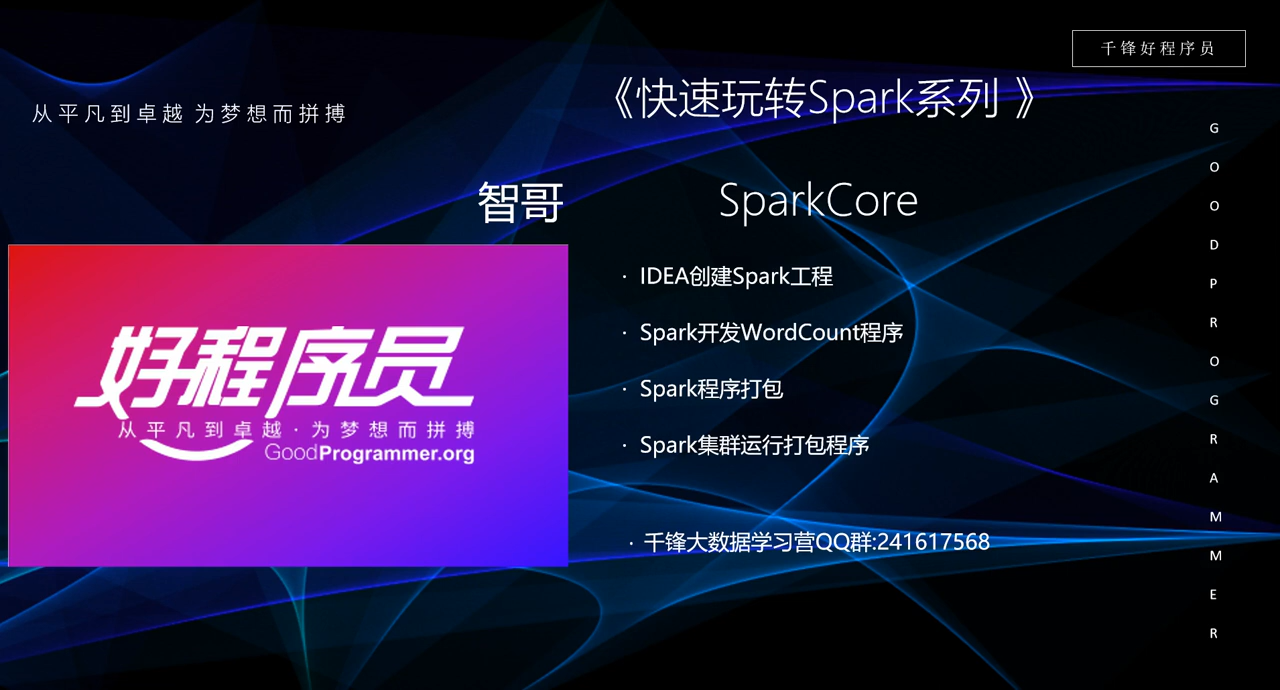 千锋好程序员
《快速玩转Spark系列 》
从平凡到卓越 为梦想而拼搏
智哥
SparkCore
好程序员
从平凡到卓越·为梦想而拼搏
GoodProgrammer.org
· IDEA创建Spark工程
· Spark开发WordCount程序
· Spark程序打包
· Spark集群运行打包程序
· 千锋大数据学习营QQ群:241617568
GOODPROGRAMMER